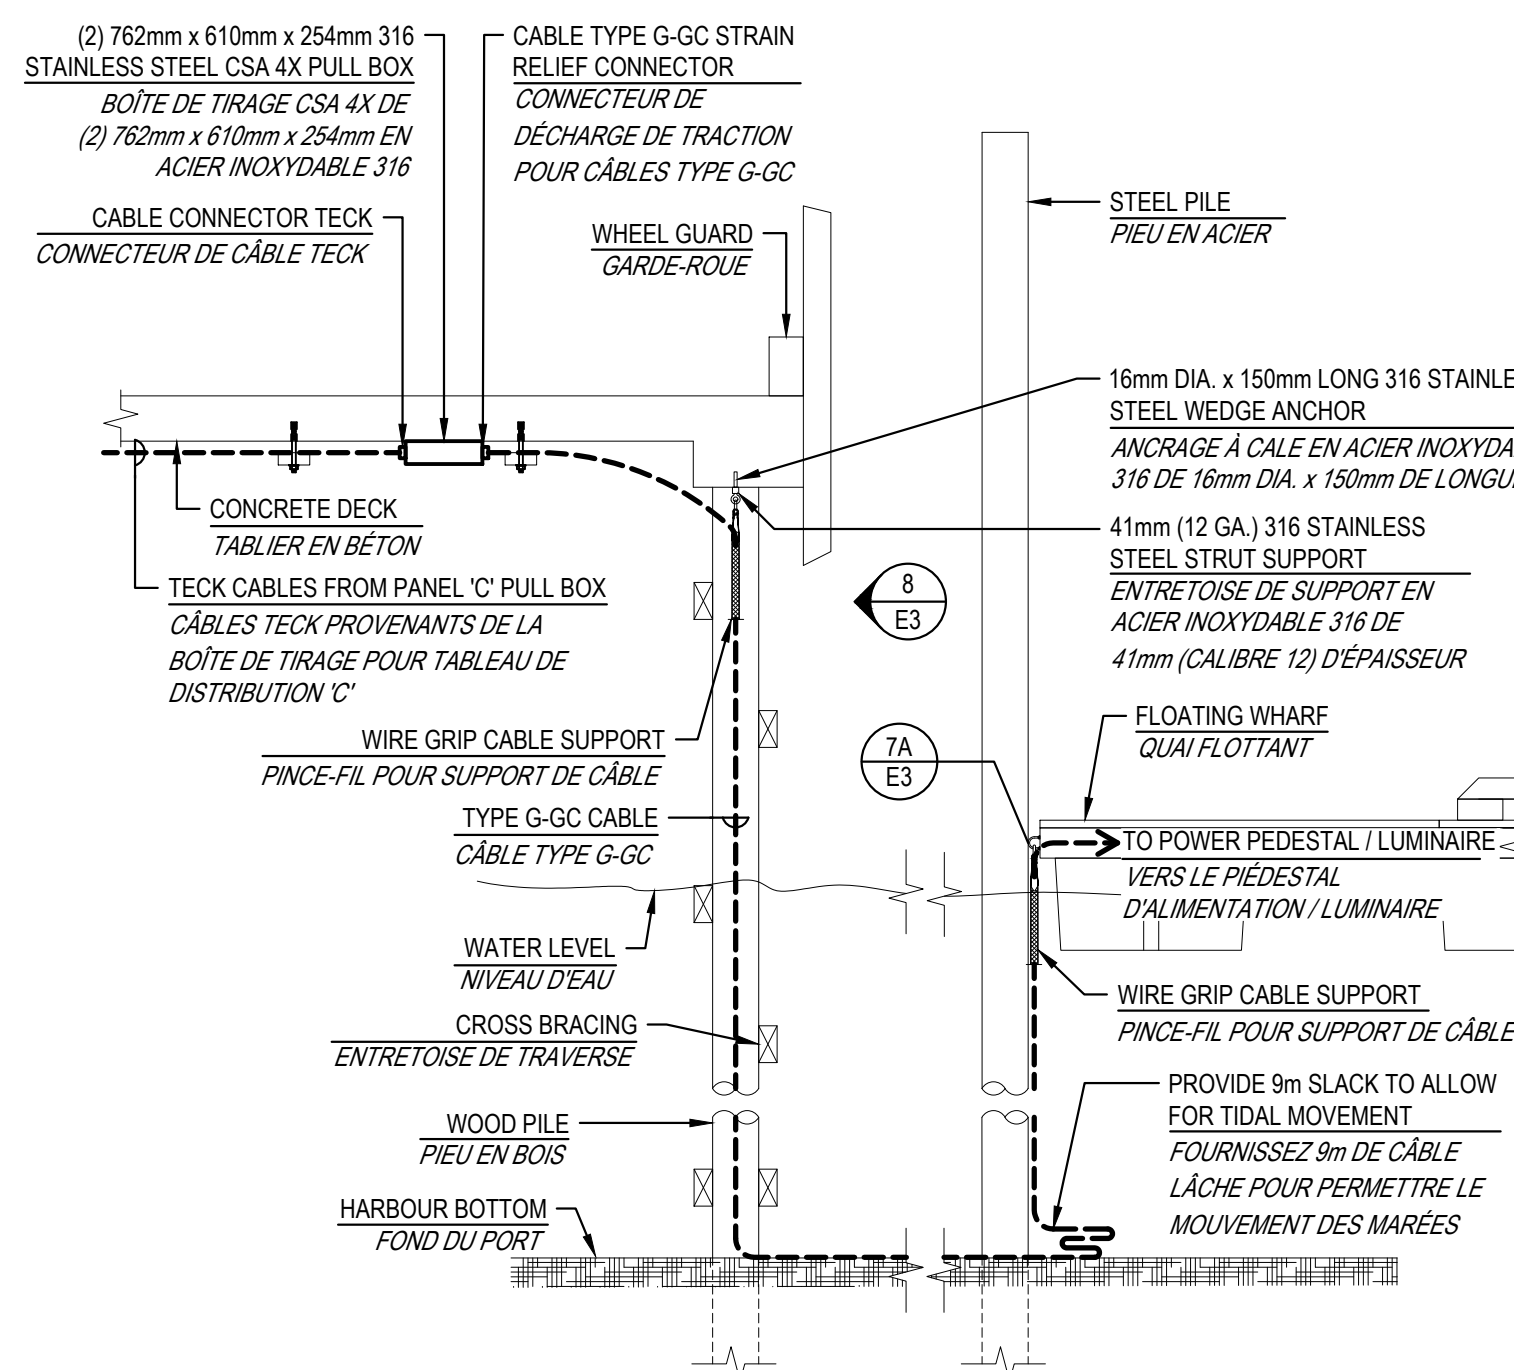 (2) 762mm x 610mm x 254mm 316
STAINLESS STEEL CSA 4X PULL BOX
BOÎTE DE TIRAGE CSA 4X DE
(2) 762mm x 610mm x 254mm EN
ACIER INOXYDABLE 316
CABLE TYPE G-GC STRAIN
RELIEF CONNECTOR
CONNECTEUR DE
DÉCHARGE DE TRACTION
POUR CÂBLES TYPE G-GC
CABLE CONNECTOR TECK
CONNECTEUR DE CÂBLE TECK
WHEEL GUARD
GARDE-ROUE
STEEL PILE
PIEU EN ACIER
16mm DIA. x 150mm LONG 316 STAINLE
STEEL WEDGE ANCHOR
ANCRAGE À CALE EN ACIER INOXYDA
316 DE 16mm DIA. x 150mm DE LONGU
CONCRETE DECK
TABLIER EN BÉTON
41mm (12 GA.) 316 STAINLESS
STEEL STRUT SUPPORT
ENTRETOISE DE SUPPORT EN
ACIER INOXYDABLE 316 DE
41mm (CALIBRE 12) D'ÉPAISSEUR
TECK CABLES FROM PANEL 'C' PULL BOX
CÂBLES TECK PROVENANTS DE LA
BOÎTE DE TIRAGE POUR TABLEAU DE
DISTRIBUTION 'C'
8
E3
WIRE GRIP CABLE SUPPORT
PINCE-FIL POUR SUPPORT DE CÂBLE
7A
E3
FLOATING WHARF
QUAI FLOTTANT
TYPE G-GC CABLE
CÂBLE TYPE G-GC
TO POWER PEDESTAL / LUMINAIRE
VERS LE PIÉDESTAL
D'ALIMENTATION / LUMINAIRE
WATER LEVEL
NIVEAU D'EAU
WIRE GRIP CABLE SUPPORT
PINCE-FIL POUR SUPPORT DE CÂBLE
CROSS BRACING
ENTRETOISE DE TRAVERSE
PROVIDE 9m SLACK TO ALLOW
FOR TIDAL MOVEMENT
FOURNISSEZ 9m DE CÂBLE
LÂCHE POUR PERMETTRE LE
MOUVEMENT DES MARÉES
WOOD PILE
PIEU EN BOIS
HARBOUR BOTTOM
FOND DU PORT